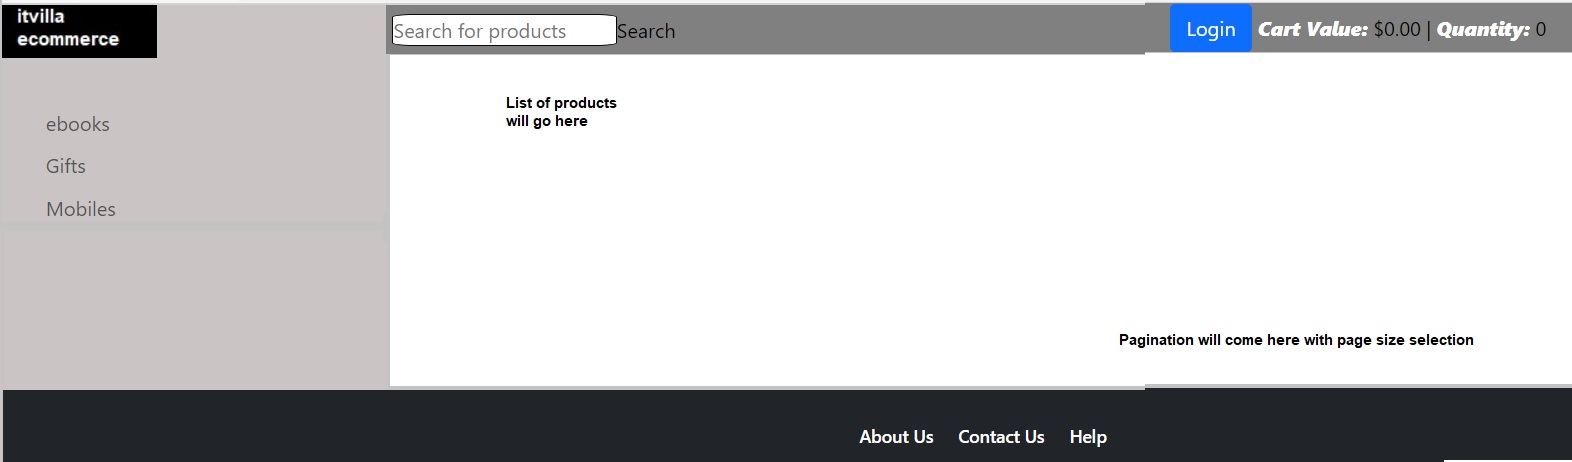 itvilla
ecommerce
Search for products Search
Login Cart Value: $0.00 | Quantity: 0
ebooks
Gifts
Mobiles
List of products
will go here
Pagination will come here with page size selection
About Us Contact Us Help